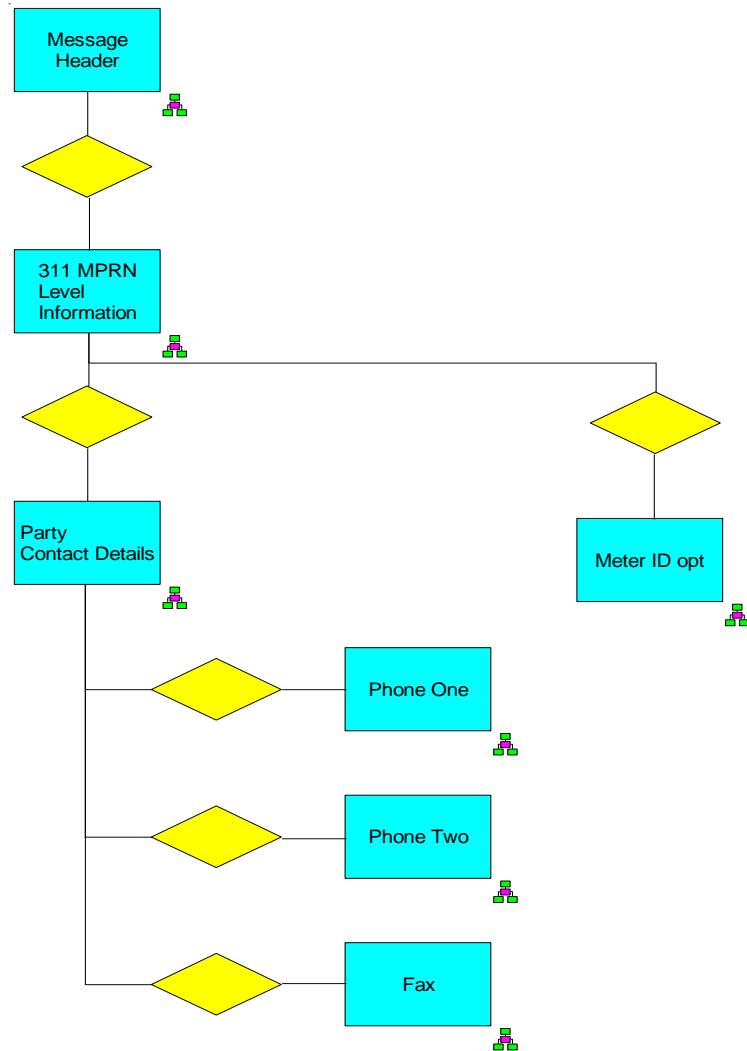 Message
Header
311 MPRN
Level
Information
Party
Contact Details
Meter ID opt
Phone One
Phone Two
Fax